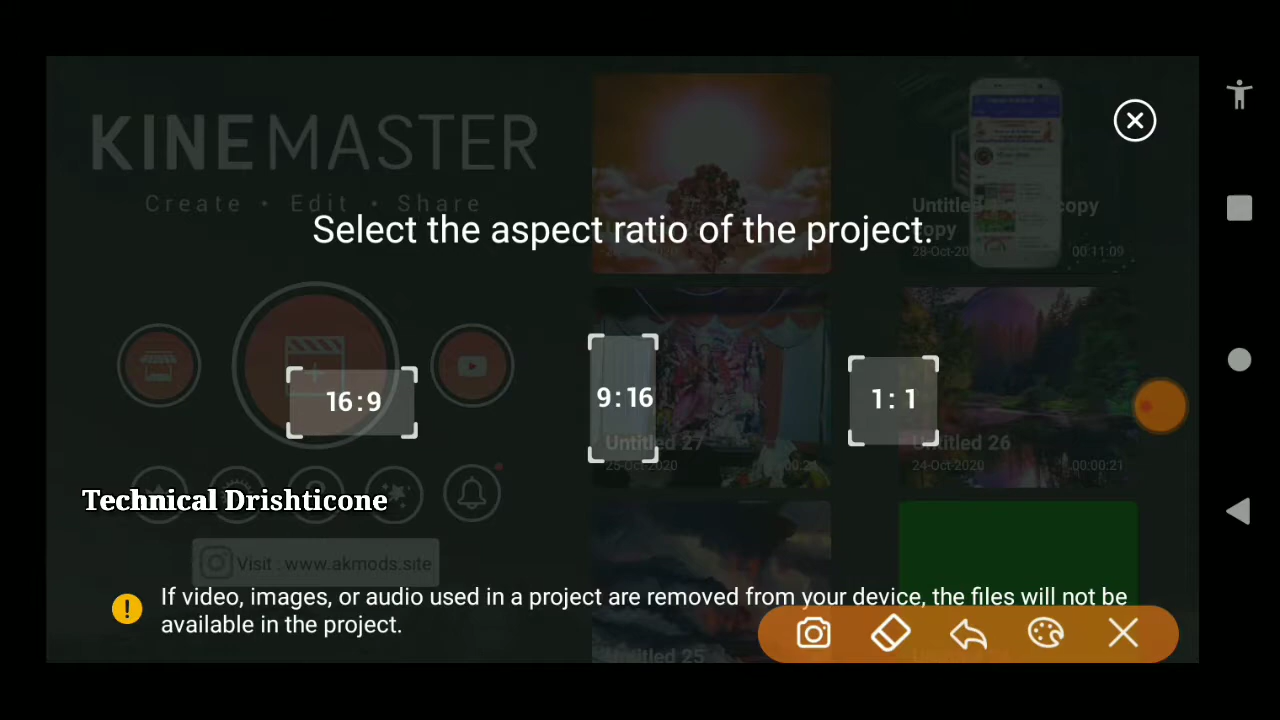 KINEMASTER
Create • Edit • Share
Select the aspect ratio of the project.
28-Oct-20
00:11:09
16:9
9:16
1:1
Untitled 27
25-Oct-2020
Untitled 26
24-Oct-2020
00:00:21
Technical Drishticone
Visit : www.akmods.site
If video, images, or audio used in a project are removed from your device, the files will not be
available in the project.
Untitled 25